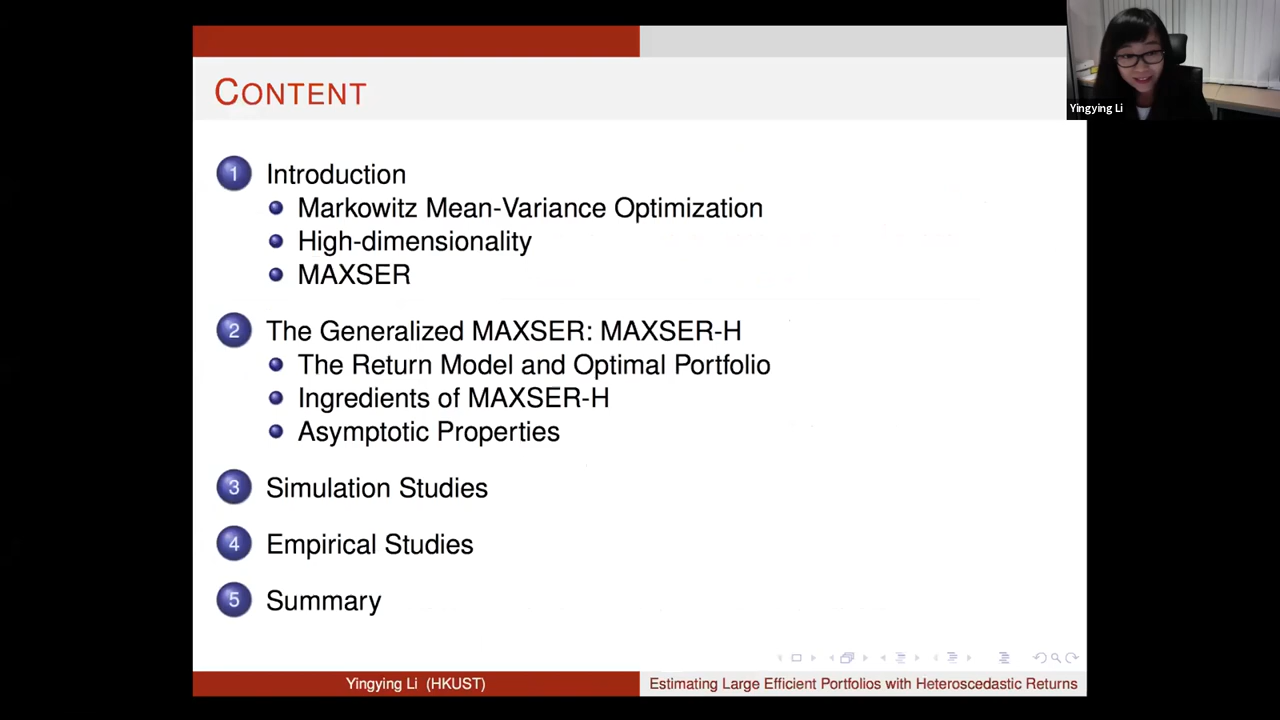 CONTENT
Yingying Li
1 Introduction
Markowitz Mean-Variance Optimization
High-dimensionality
MAXSER
2 The Generalized MAXSER: MAXSER-H
The Return Model and Optimal Portfolio
Ingredients of MAXSER-H
Asymptotic Properties
3 Simulation Studies
4 Empirical Studies
5 Summary
Yingying Li (HKUST) Estimating Large Efficient Portfolios with Heteroscedastic Returns